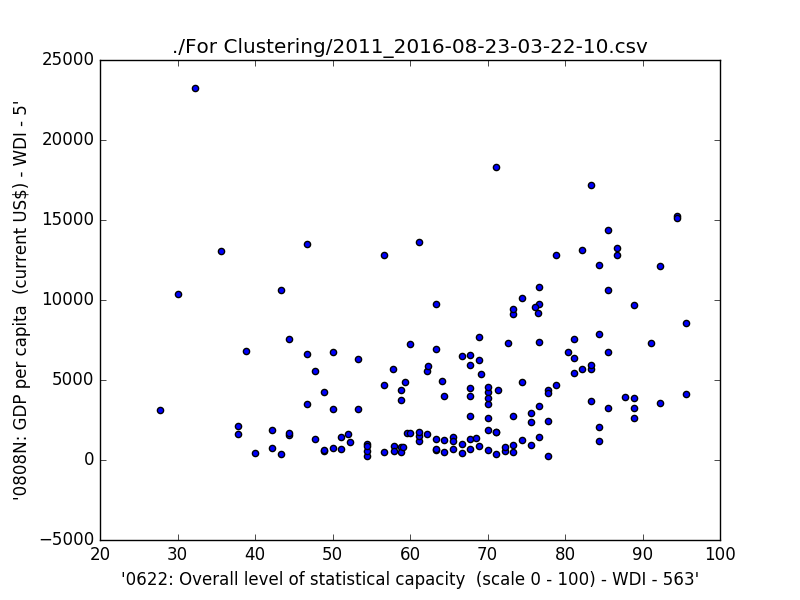 ./For Clustering/2011_2016-08-23-03-22-10.csv
25000
20000
15000
10000
5000
0
−5000
'0808N: GDP per capita  (current US$) - WDI - 5'
20 30 40 50 60 70 80 90 100
'0622: Overall level of statistical capacity  (scale 0 - 100) - WDI - 563'